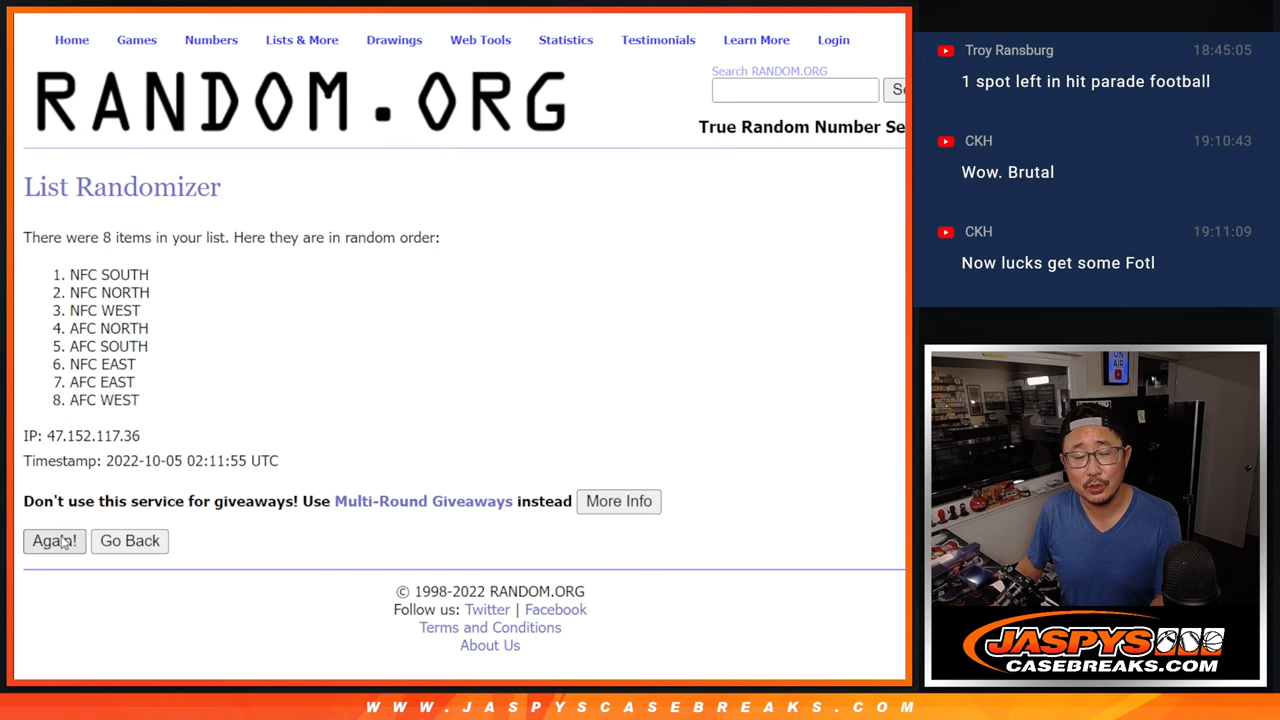 Home Games Numbers Lists & More Drawings Web Tools Statistics Testimonials Learn More Login
Search RANDOM.ORG
RANDOM.ORG
True Random Number Se
List Randomizer
There were 8 items in your list. Here they are in random order:
1. NFC SOUTH
2. NFC NORTH
3. NFC WEST
4. AFC NORTH
5. AFC SOUTH
6. NFC EAST
7. AFC EAST
8. AFC WEST
IP: 47.152.117.36
Timestamp: 2022-10-05 02:11:55 UTC
Don't use this service for giveaways! Use Multi-Round Giveaways instead More Info
Again! Go Back
© 1998-2022 RANDOM.ORG
Follow us: Twitter | Facebook
Terms and Conditions
About Us
Troy Ransburg 18:45:05
1 spot left in hit parade football
CKH 19:10:43
Wow. Brutal
CKH 19:11:09
Now lucks get some Fotl
ON AIR
JASPYS
CASEBREAKS.COM
WWW.JASPYSCASEBREAKS.COM